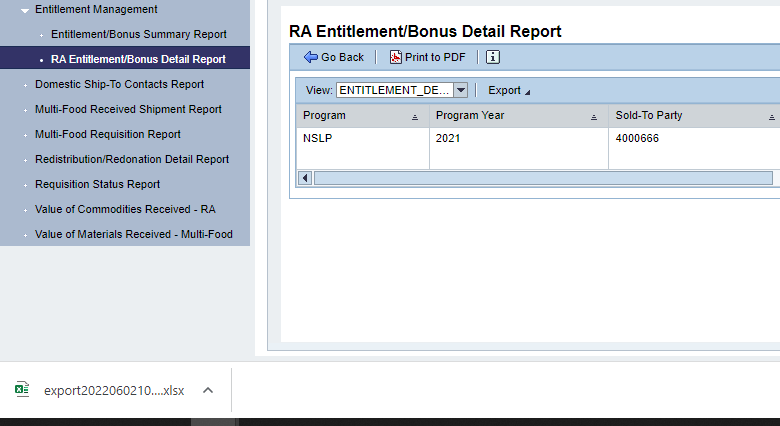 Entitlement Management
Entitlement/Bonus Summary Report
RA Entitlement/Bonus Detail Report
Domestic Ship-To Contacts Report
Multi-Food Received Shipment Report
Multi-Food Requisition Report
Redistribution/Redonation Detail Report
Requisition Status Report
Value of Commodities Received - RA
Value of Materials Received - Multi-Food
RA Entitlement/Bonus Detail Report
Go Back Print to PDF
View: ENTITLEMENT_DE... Export
Program Program Year Sold-To Party
NSLP 2021 4000666
export2022060210....xlsx